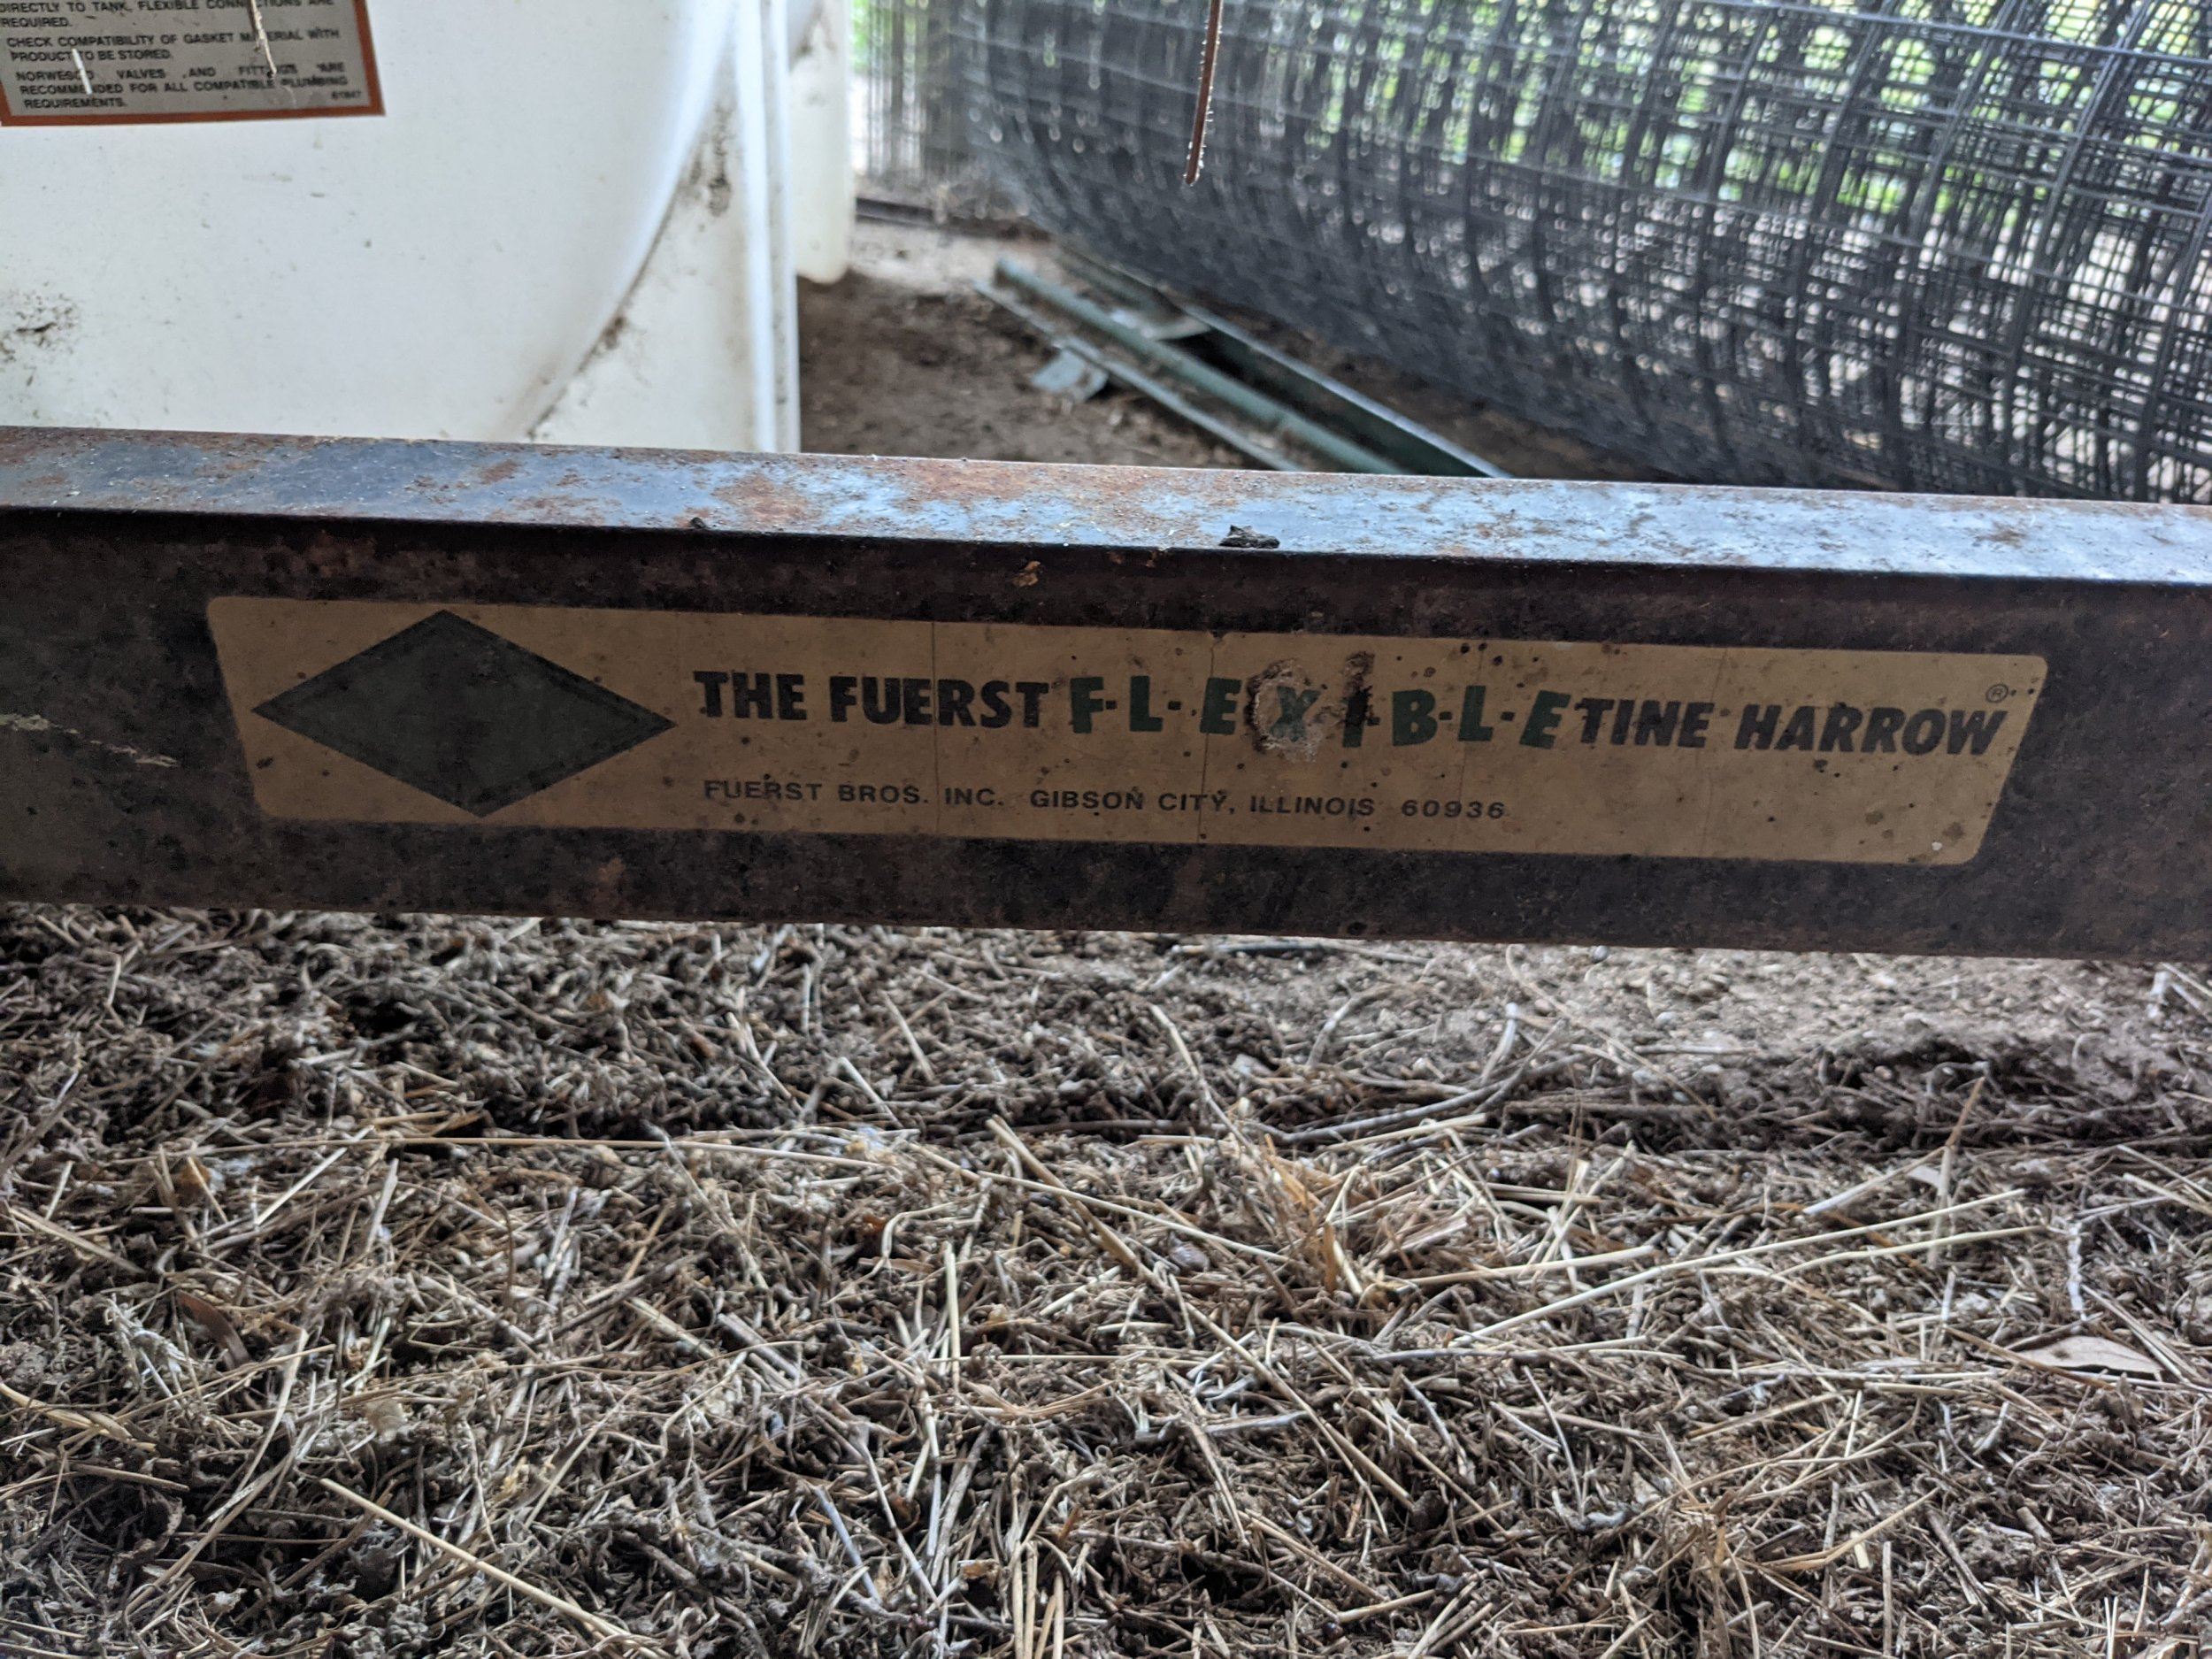 DIRECTLY TO TANK, FLEXIBLE CONNECTIONS ARE
REQUIRED.
CHECK COMPATIBILITY OF GASKET MATERIAL WITH
PRODUCT TO BE STORED.
NORWESCO VALVES AND FITTINGS ARE
RECOMMENDED FOR ALL COMPATIBLE PLUMBING
REQUIREMENTS.
61847
THE FUERST F-L-E-X-I-B-L-E TINE HARROW®
FUERST BROS. INC. GIBSON CITY, ILLINOIS 60936